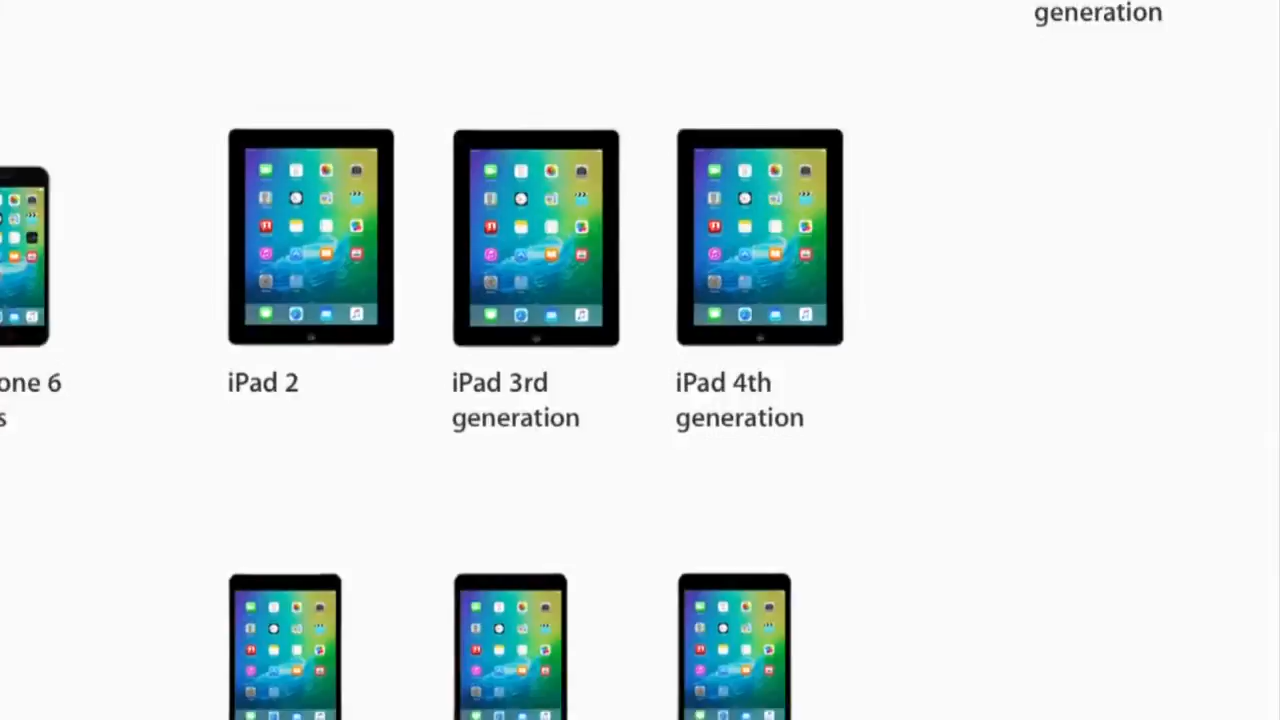 generation
one 6
s
iPad 2
iPad 3rd
generation
iPad 4th
generation